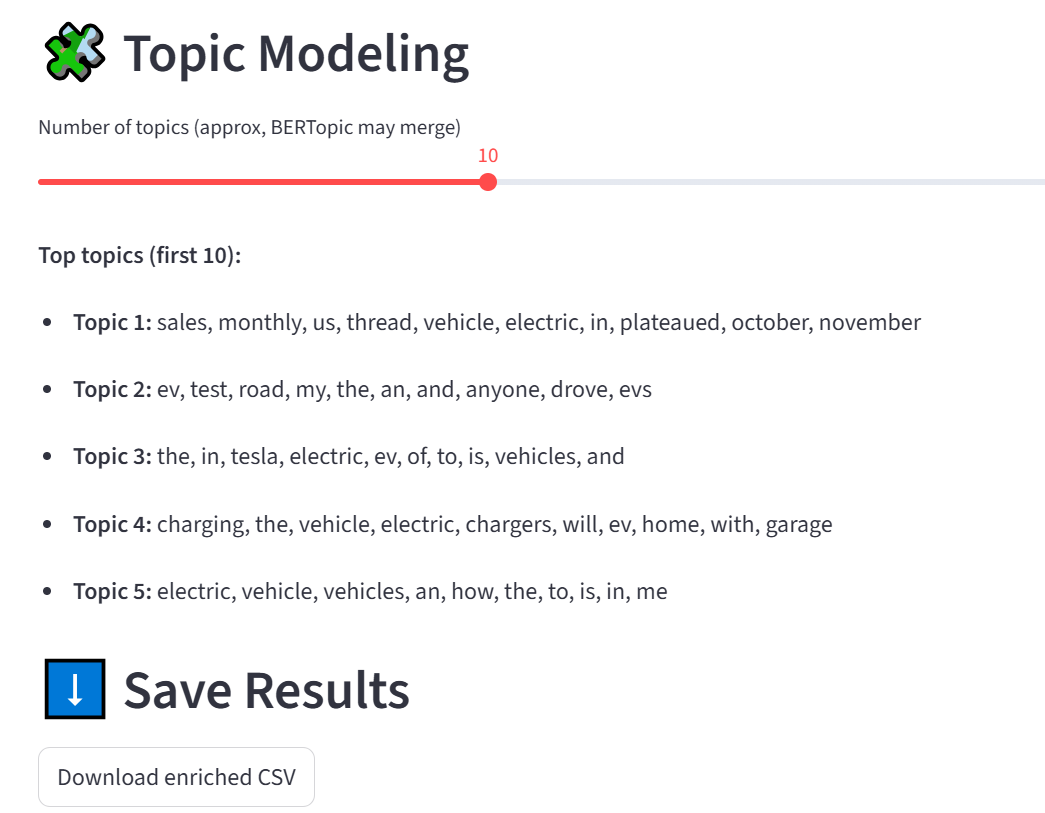 Topic Modeling
Number of topics (approx, BERTopic may merge)
10
Top topics (first 10):
• Topic 1: sales, monthly, us, thread, vehicle, electric, in, plateaued, october, november
• Topic 2: ev, test, road, my, the, an, and, anyone, drove, evs
• Topic 3: the, in, tesla, electric, ev, of, to, is, vehicles, and
• Topic 4: charging, the, vehicle, electric, chargers, will, ev, home, with, garage
• Topic 5: electric, vehicle, vehicles, an, how, the, to, is, in, me
Save Results
Download enriched CSV